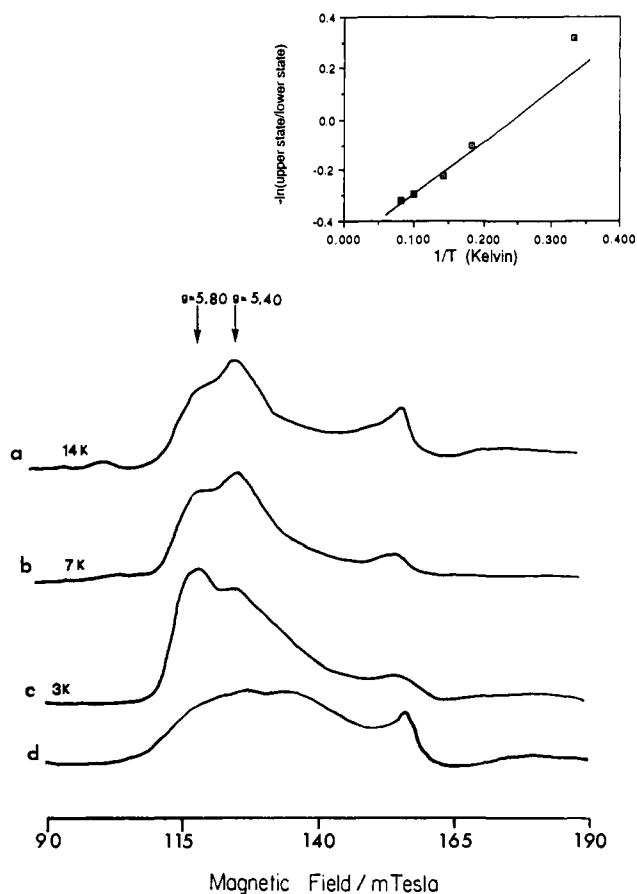 -ln(upper state/lower state)
0.4
0.2
0.0
-0.2
-0.4
0.000 0.100 0.200 0.300 0.400
1/T (Kelvin)
g=5.80 g=5.40
a 14K
b 7K
c 3K
d
90 115 140 165 190
Magnetic Field / mTesla